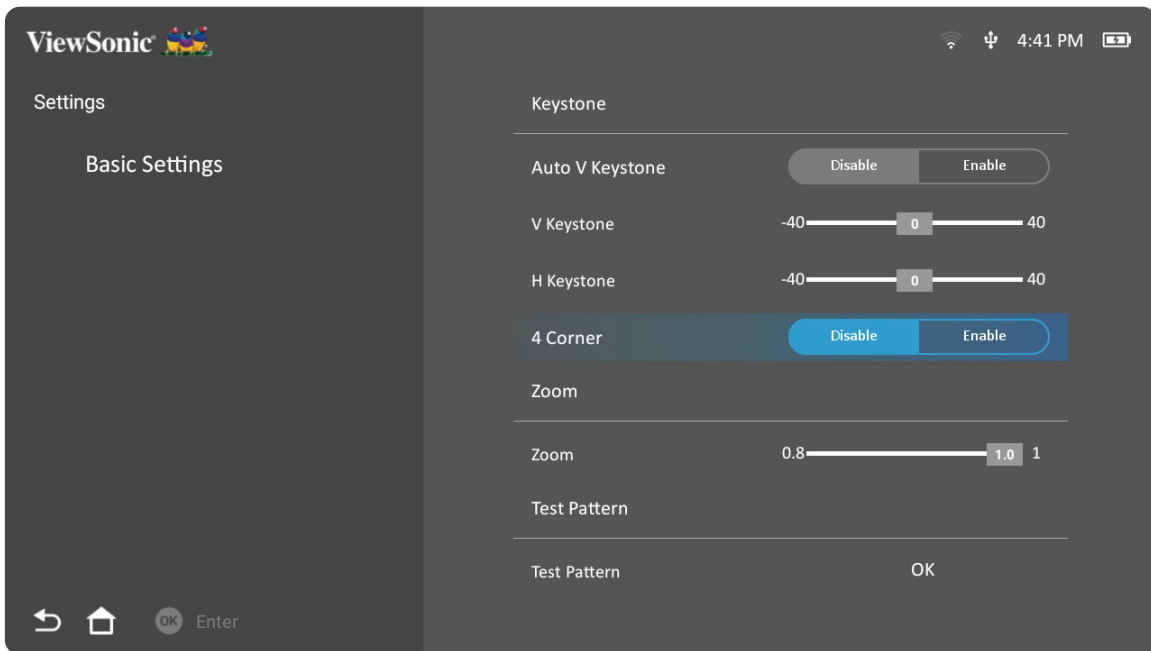 ViewSonic
4:41 PM
Settings
Basic Settings
Keystone
Auto V Keystone Disable Enable
V Keystone -40 0 40
H Keystone -40 0 40
4 Corner Disable Enable
Zoom
Zoom 0.8 1.0 1
Test Pattern
Test Pattern OK
OK Enter